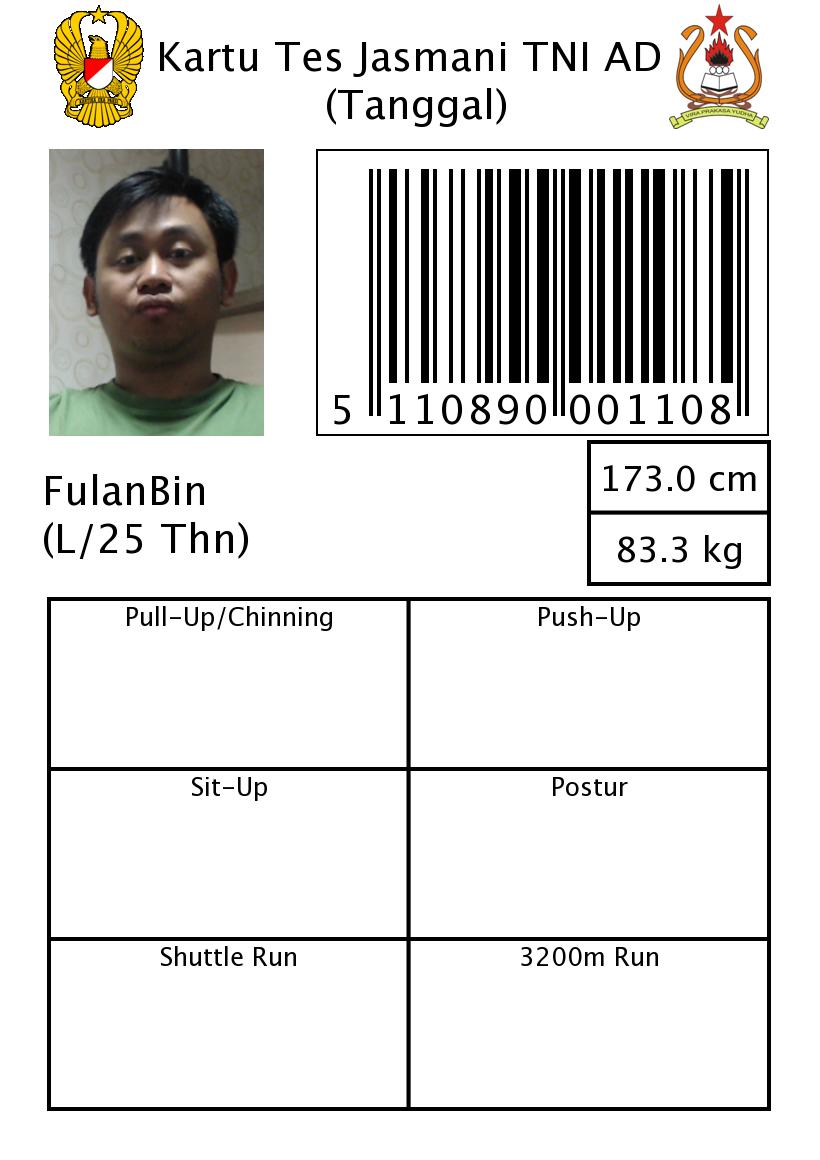 Kartu Tes Jasmani TNI AD
(Tanggal)
VIRA PRAKASA YUDHA
5 110890 001108
173.0 cm
FulanBin
(L/25 Thn)
83.3 kg
Pull-Up/Chinning
Push-Up
Sit-Up
Postur
Shuttle Run
3200m Run